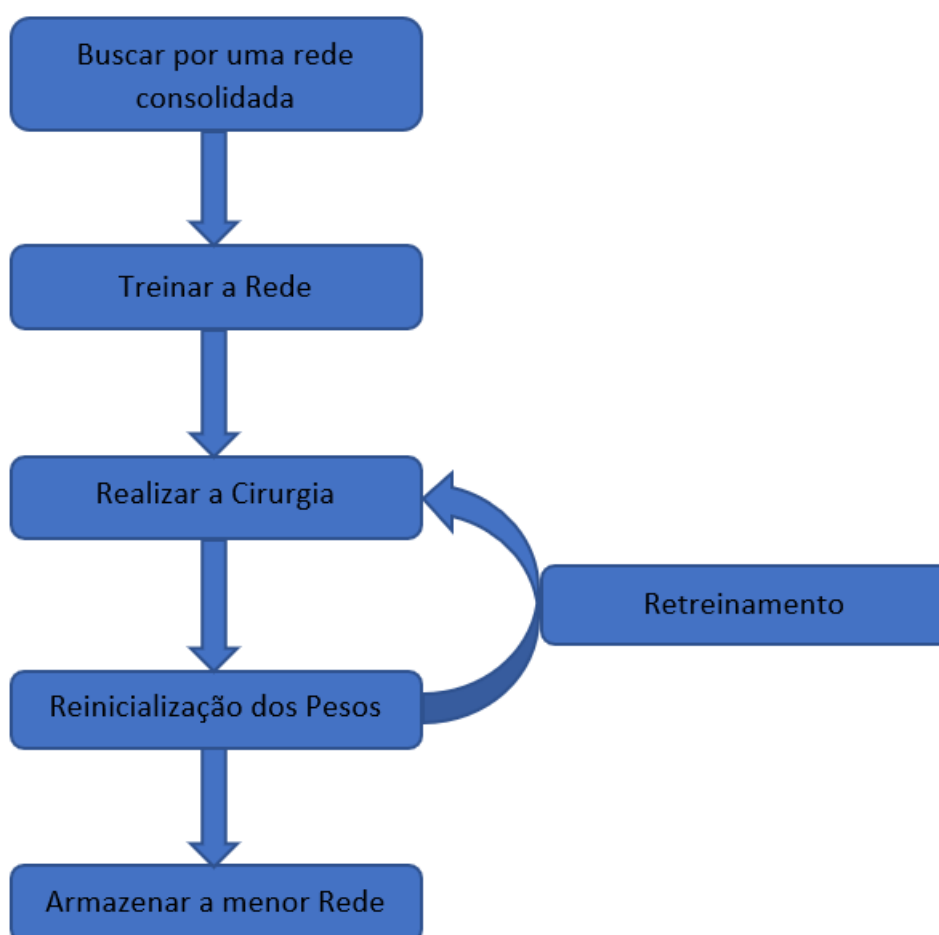 Buscar por uma rede
consolidada
Treinar a Rede
Realizar a Cirurgia
Retreinamento
Reinicialização dos Pesos
Armazenar a menor Rede